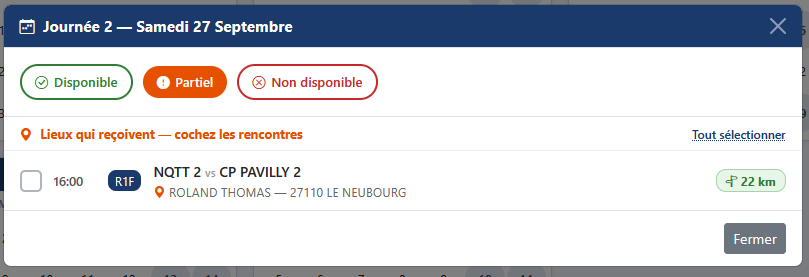 Journée 2 — Samedi 27 Septembre
Disponible
Partiel
Non disponible
Lieux qui reçoivent — cochez les rencontres
Tout sélectionner
16:00
R1F
NQTT 2 vs CP PAVILLY 2
22 km
ROLAND THOMAS — 27110 LE NEUBOURG
Fermer